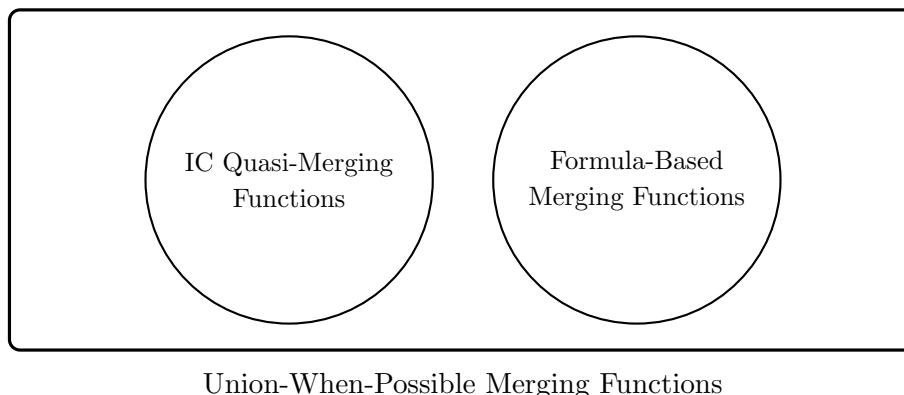 IC Quasi-Merging
Functions
Formula-Based
Merging Functions
Union-When-Possible Merging Functions